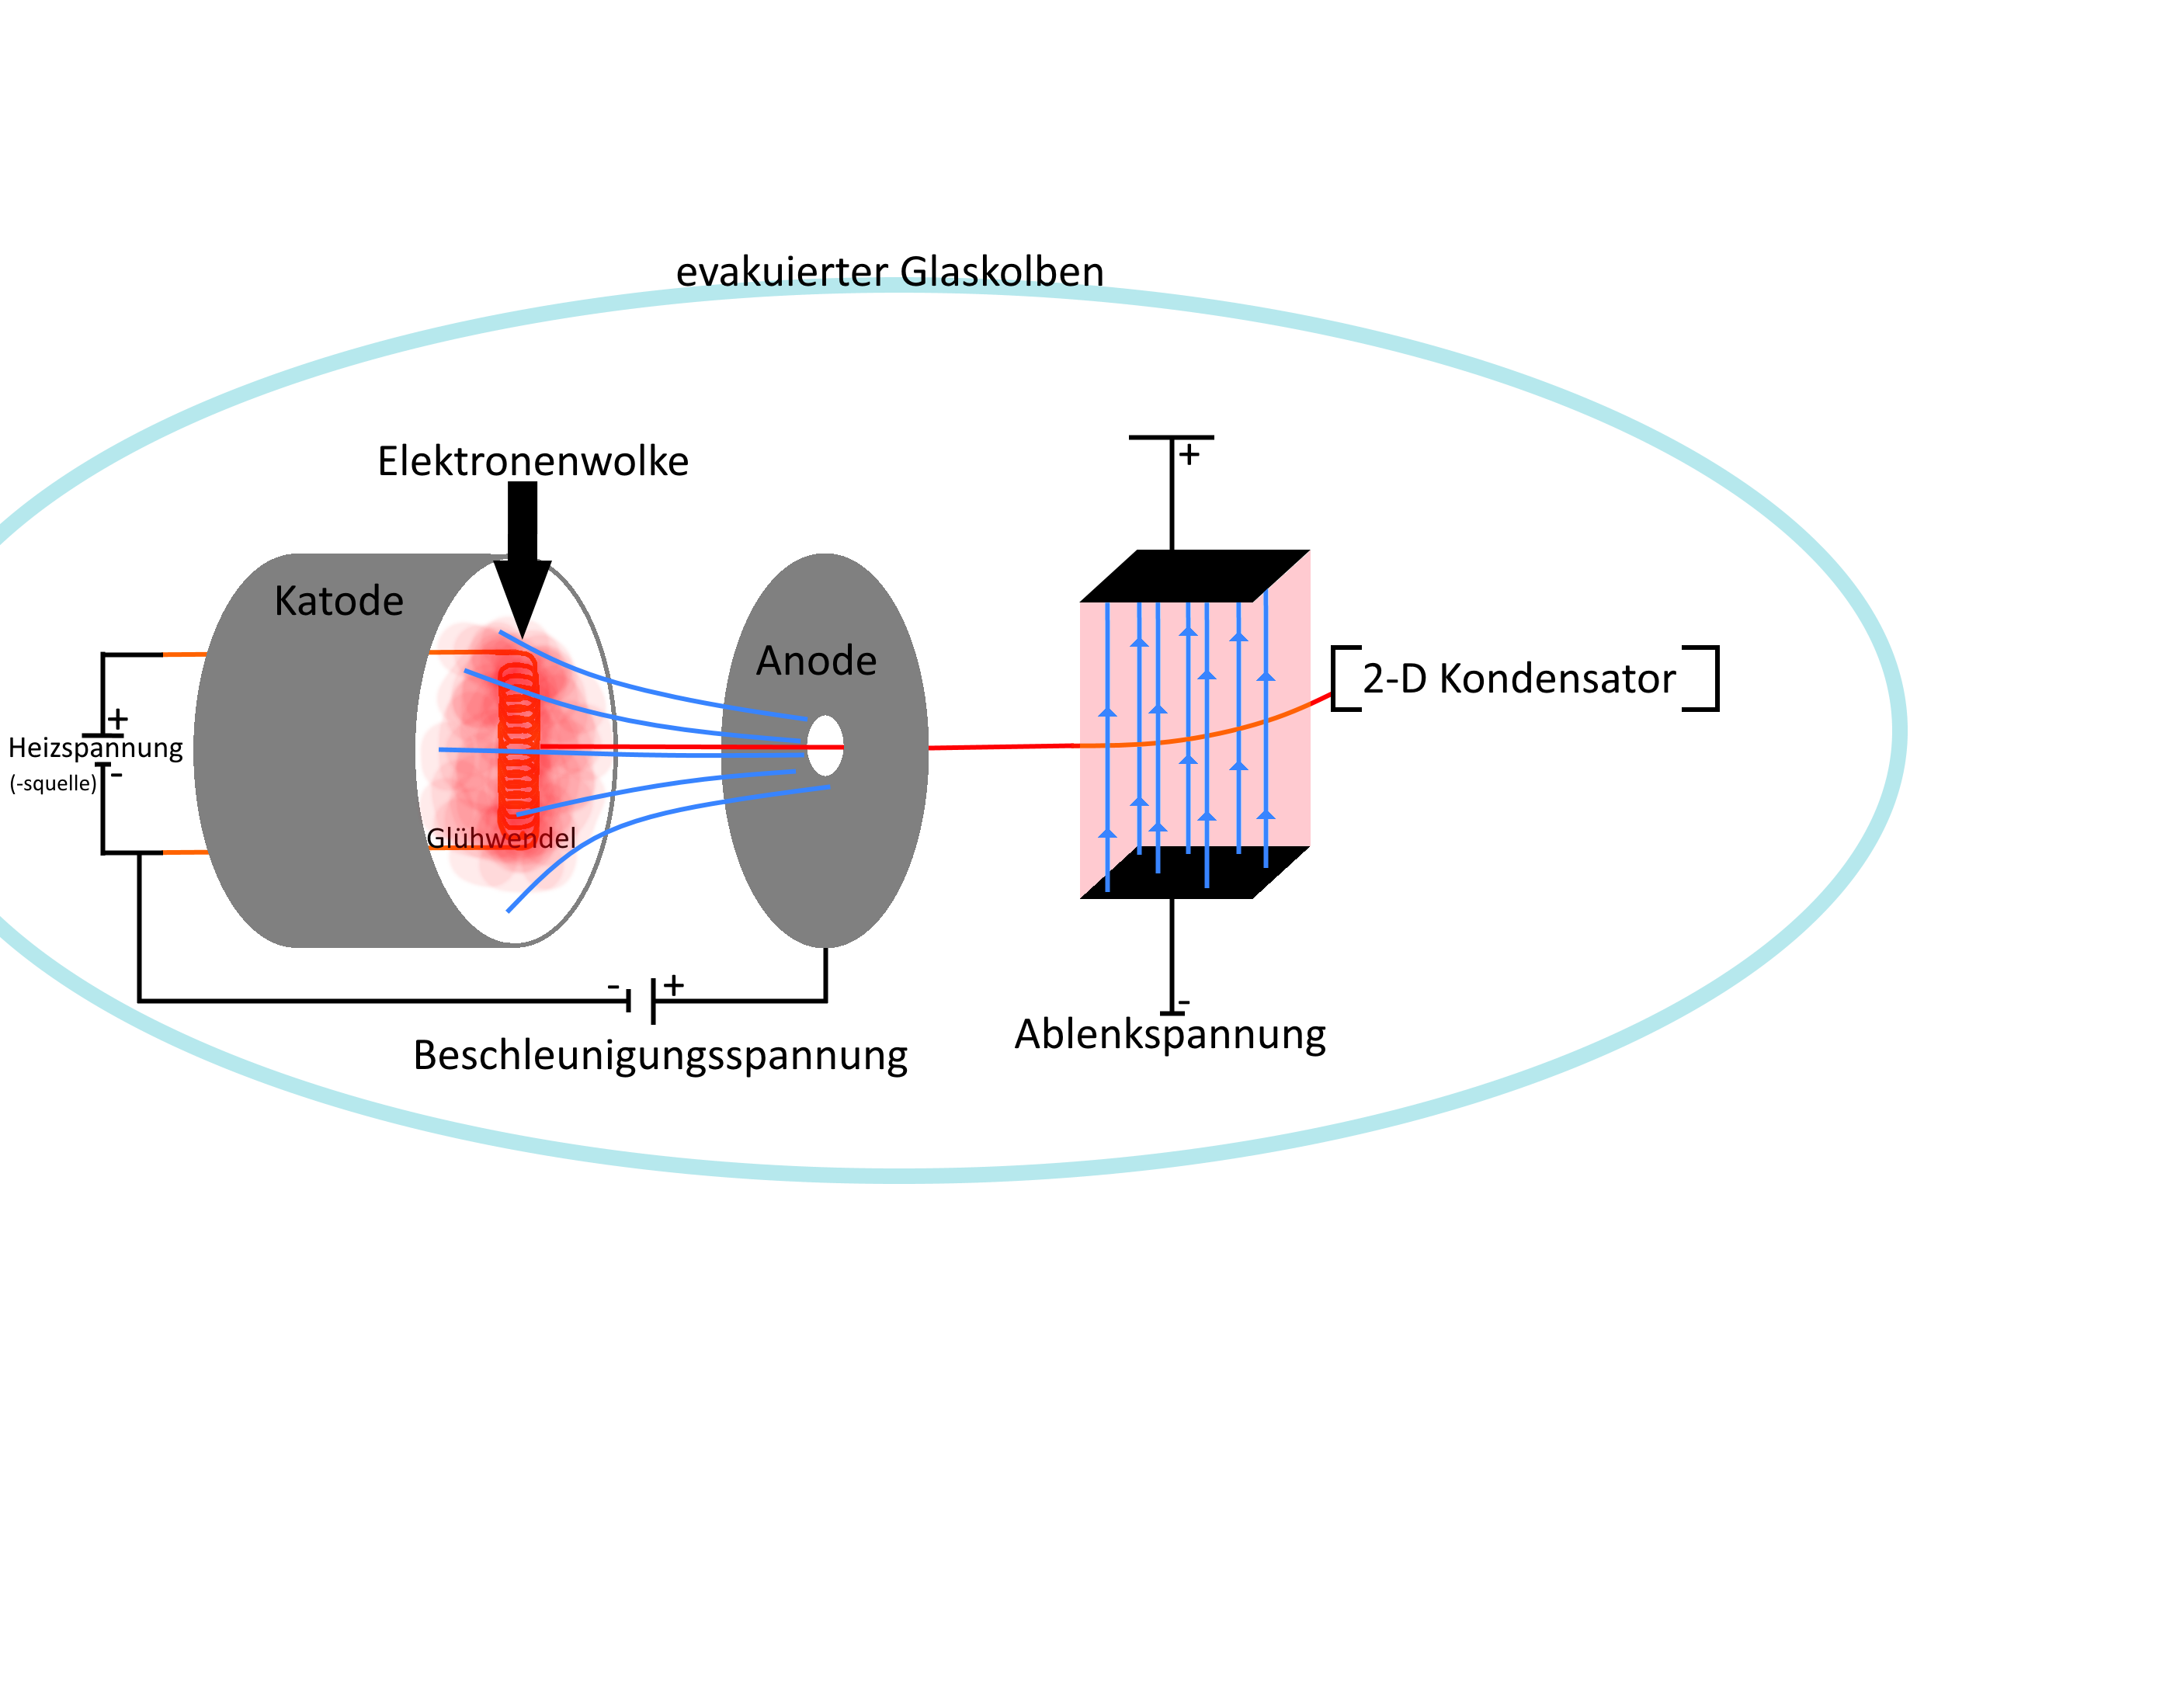 evakuierter Glaskolben
Elektronenwolke
+
Katode
Anode
2-D Kondensator
+
Heizspannung
(-squelle)
-
Glühwendel
- +
Beschleunigungsspannung
-
Ablenkspannung